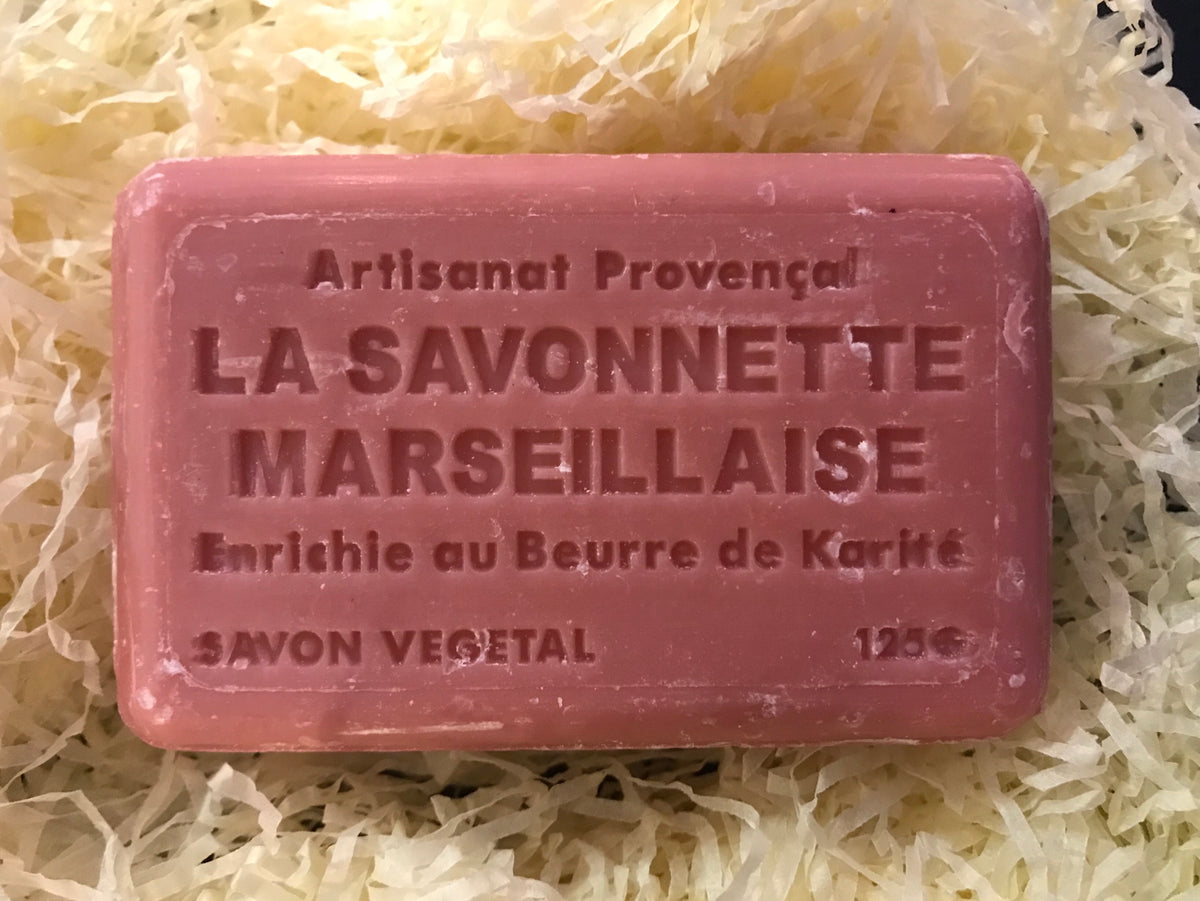 Artisanat Provençal
LA SAVONNETTE
MARSEILLAISE
Enrichie au Beurre de Karité
SAVON VEGETAL 125G